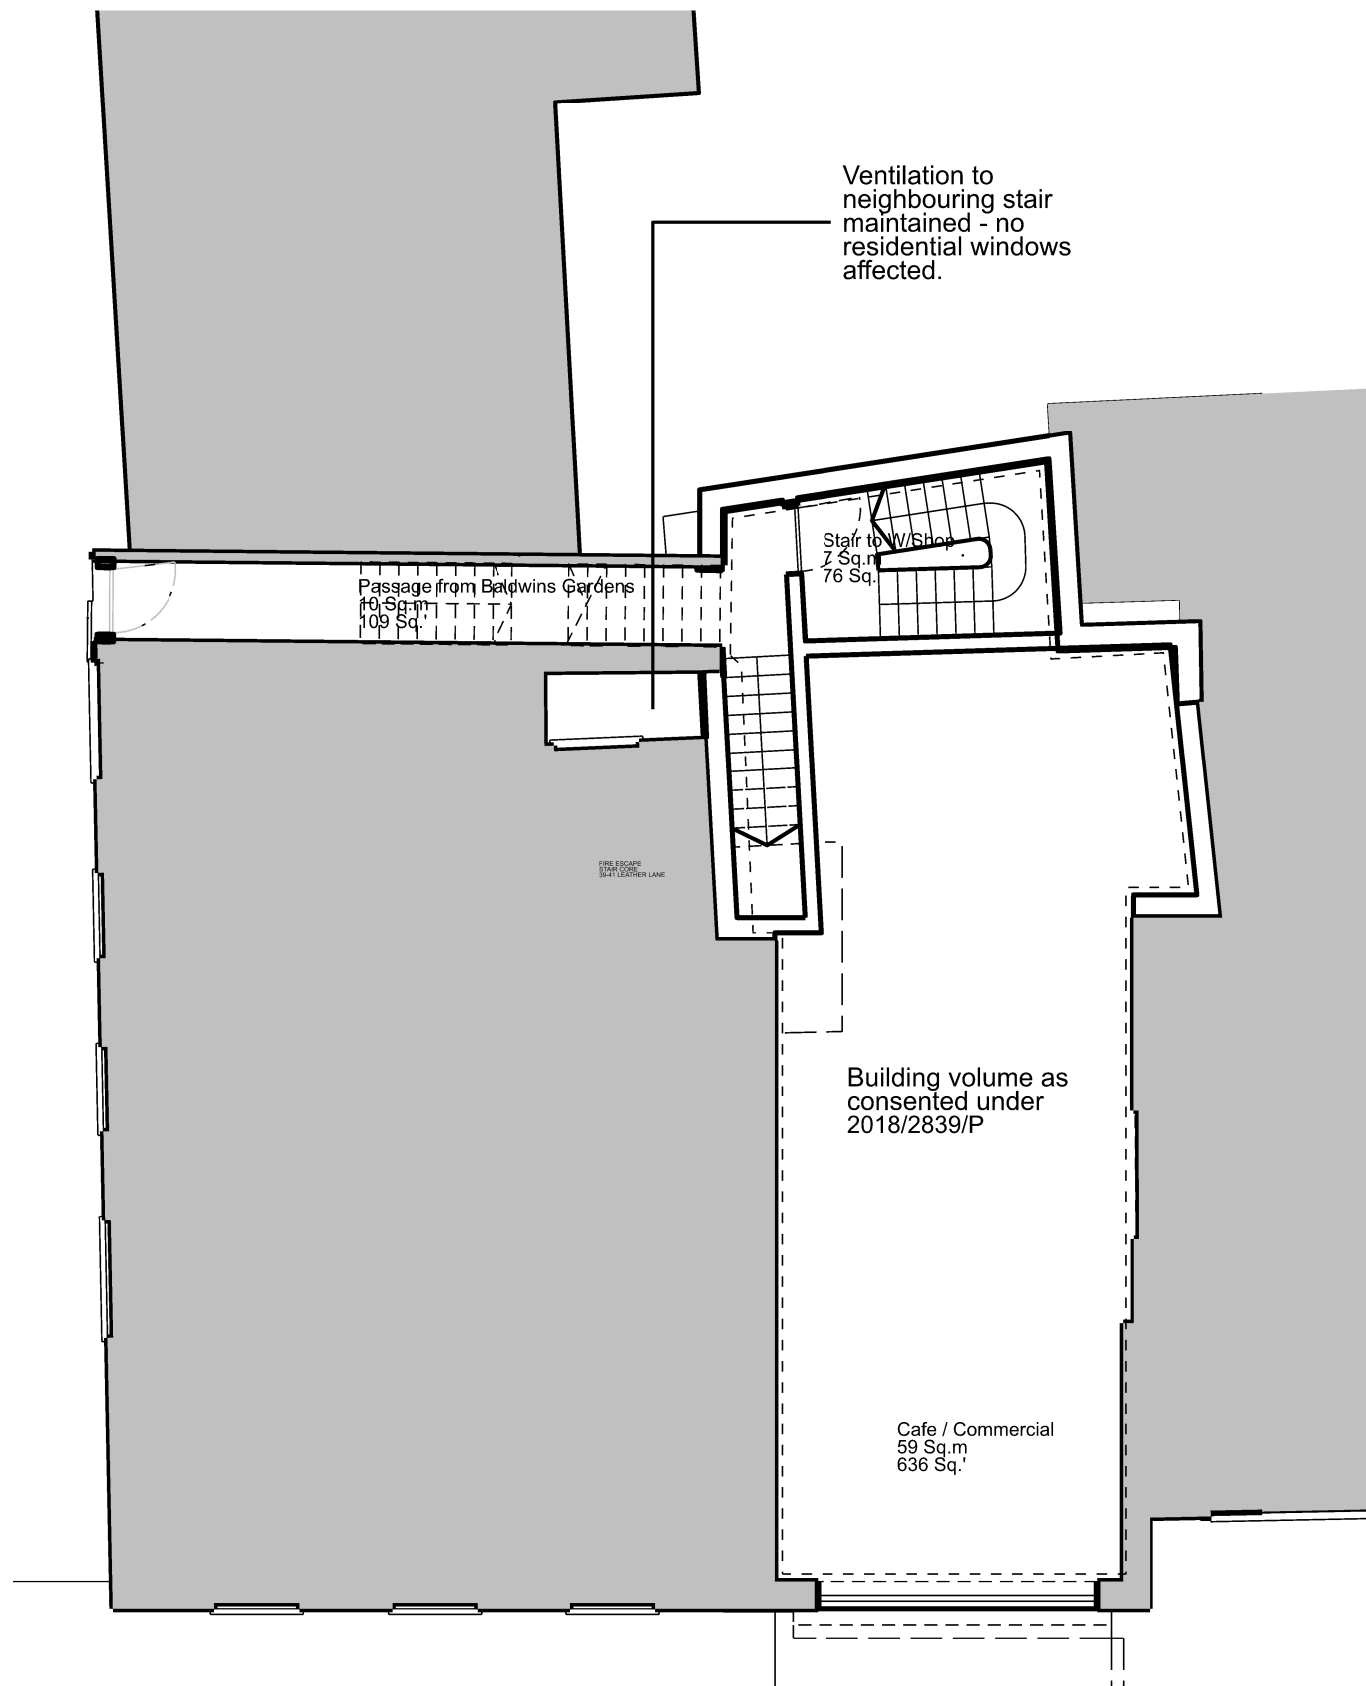 Ventilation to
neighbouring stair
maintained - no
residential windows
affected.
Stair to W/Shop
7 Sq.m
76 Sq.'
Passage from Baldwins Gardens
10 Sq.m
109 Sq.'
FIRE ESCAPE
STAIR CORE
39-41 LEATHER LANE
Building volume as
consented under
2018/2839/P
Cafe / Commercial
59 Sq.m
636 Sq.'